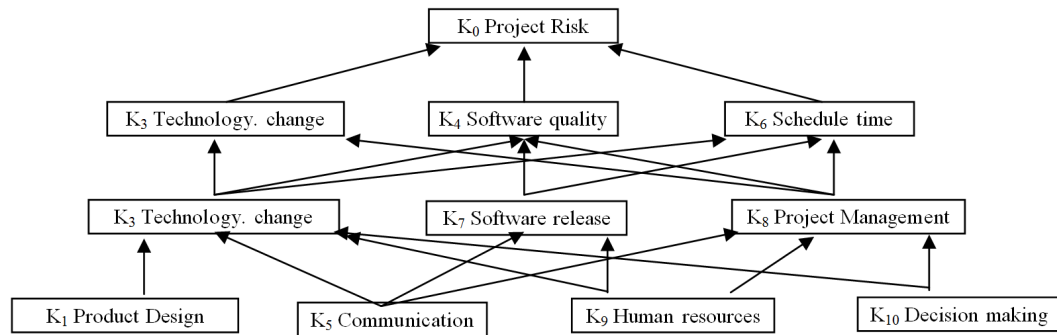 K₀ Project Risk
K₃ Technology. change
K₄ Software quality
K₆ Schedule time
K₃ Technology. change
K₇ Software release
K₈ Project Management
K₁ Product Design
K₅ Communication
K₉ Human resources
K₁₀ Decision making